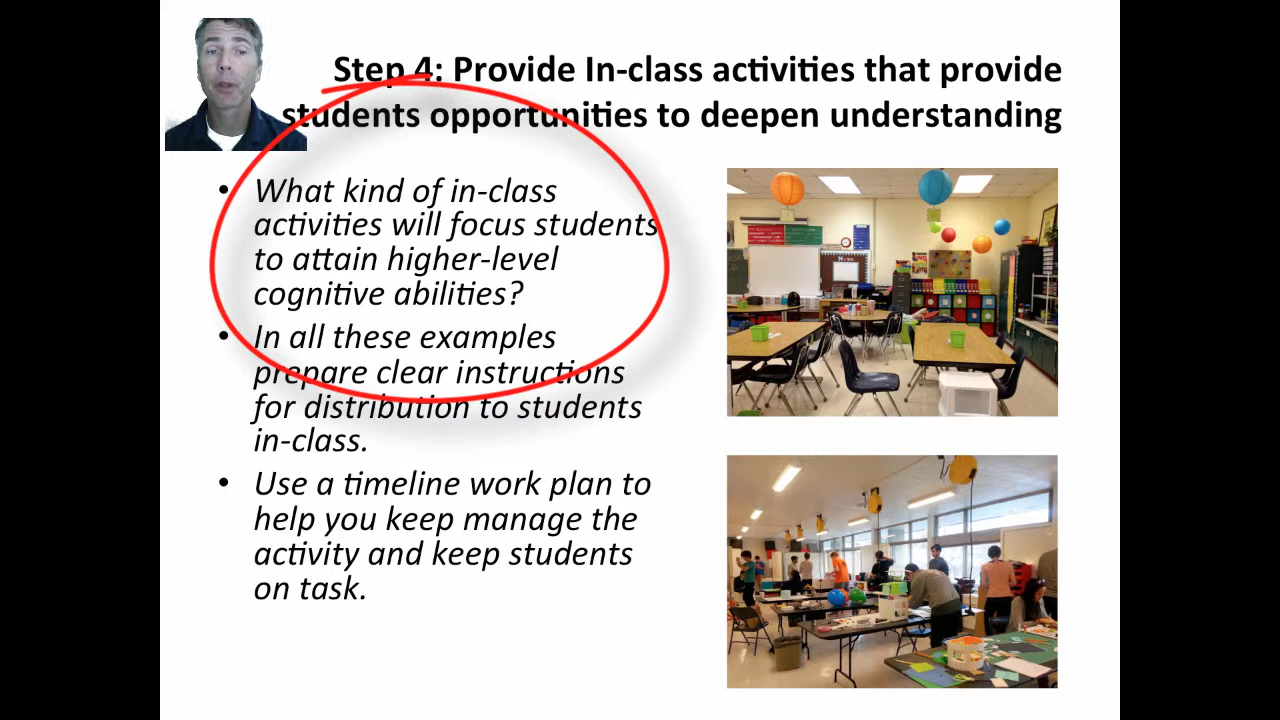 Step 4: Provide In-class activities that provide
students opportunities to deepen understanding
• What kind of in-class
activities will focus students
to attain higher-level
cognitive abilities?
• In all these examples
prepare clear instructions
for distribution to students
in-class.
• Use a timeline work plan to
help you keep manage the
activity and keep students
on task.